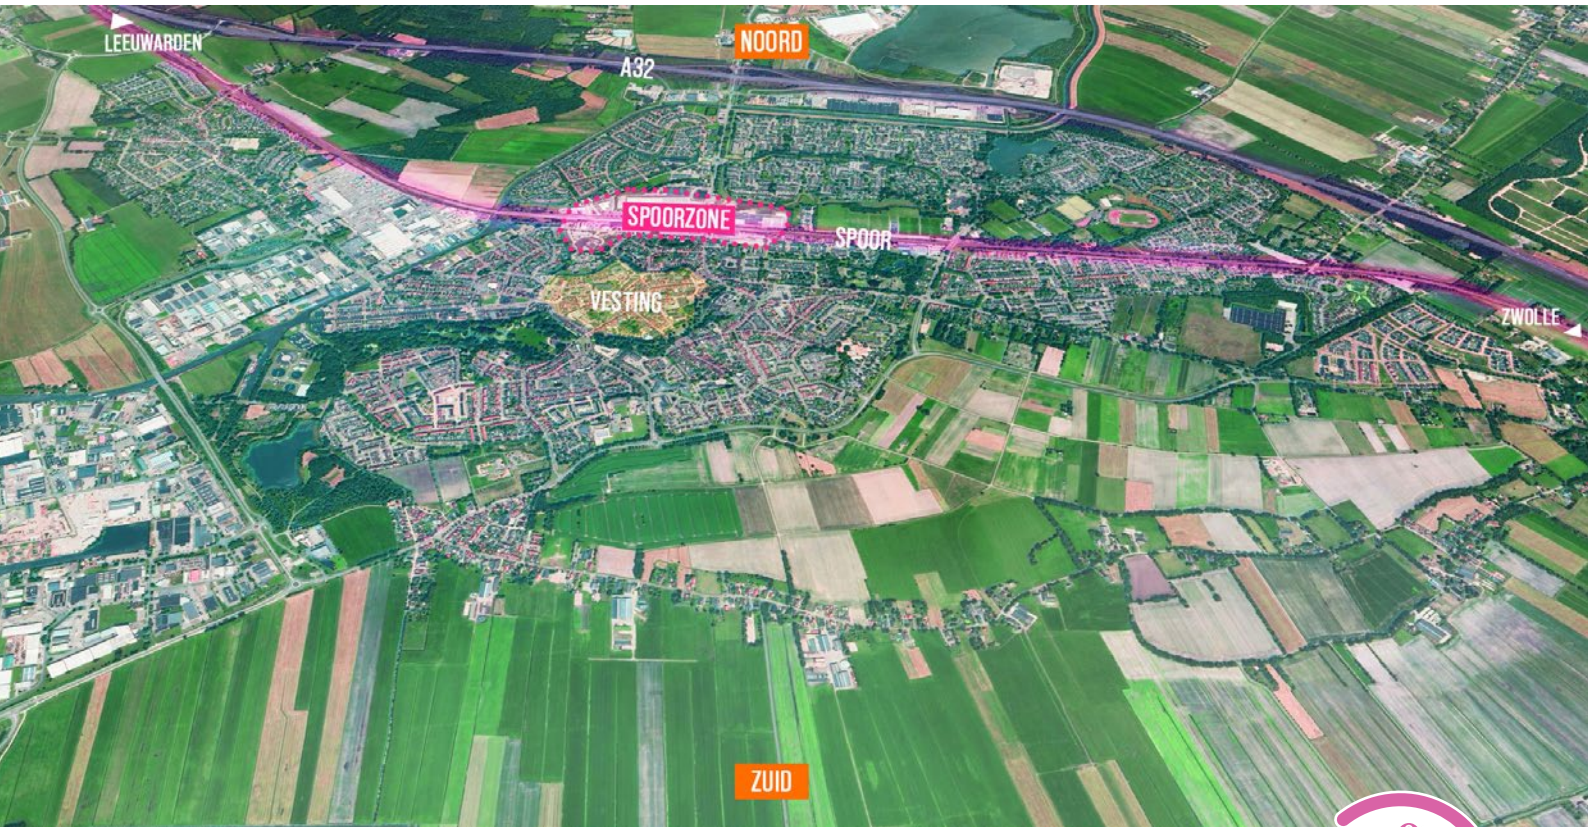 NOORD
LEEUWARDEN
A32
SPOORZONE
SPOOR
VESTING
ZWOLLE
ZUID